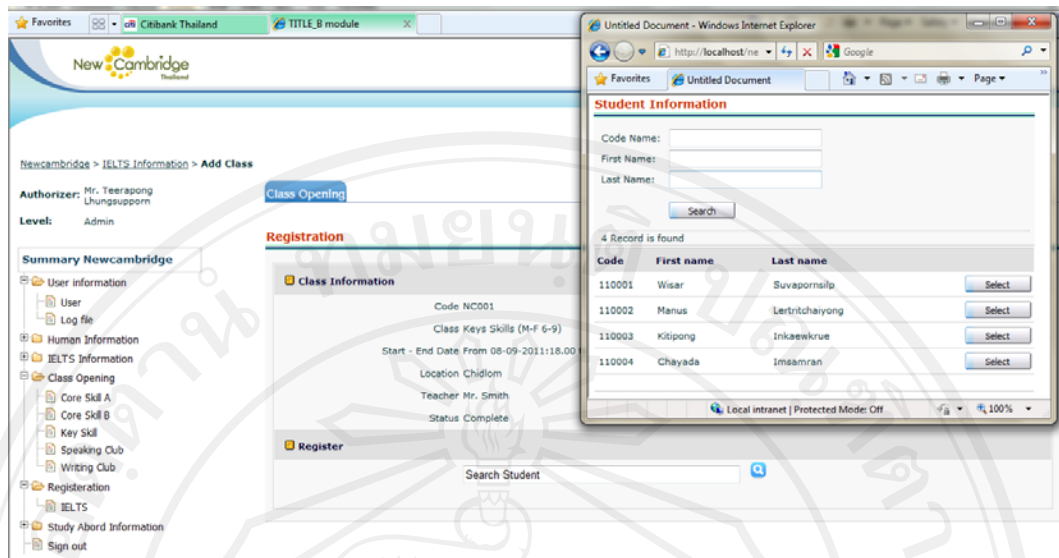 Favorites
Citibank Thailand
TITLE_B module
New Cambridge
Thailand
Newcambridge > IELTS Information > Add Class
Authorizer: Mr. Teerapong
Lhungsupporn
Level: Admin
Summary Newcambridge
User information
User
Log file
Human Information
IELTS Information
Class Opening
Core Skill A
Core Skill B
Key Skill
Speaking Club
Writing Club
Registeration
IELTS
Study Abord Information
Sign out
Class Opening
Registration
Class Information
Code NC001
Class Keys Skills (M-F 6-9)
Start - End Date From 08-09-2011:18.00
Location Chidlom
Teacher Mr. Smith
Status Complete
Register
Search Student
Untitled Document - Windows Internet Explorer
http://localhost/ne
Google
Favorites
Untitled Document
Page
Student Information
Code Name:
First Name:
Last Name:
Search
4 Record is found
Code First name Last name
110001 Wisar Suvapornsilp Select
110002 Manus Lertritchaiyong Select
110003 Kitipong Inkaewkrue Select
110004 Chayada Imsamran Select
Local intranet | Protected Mode: Off
100%